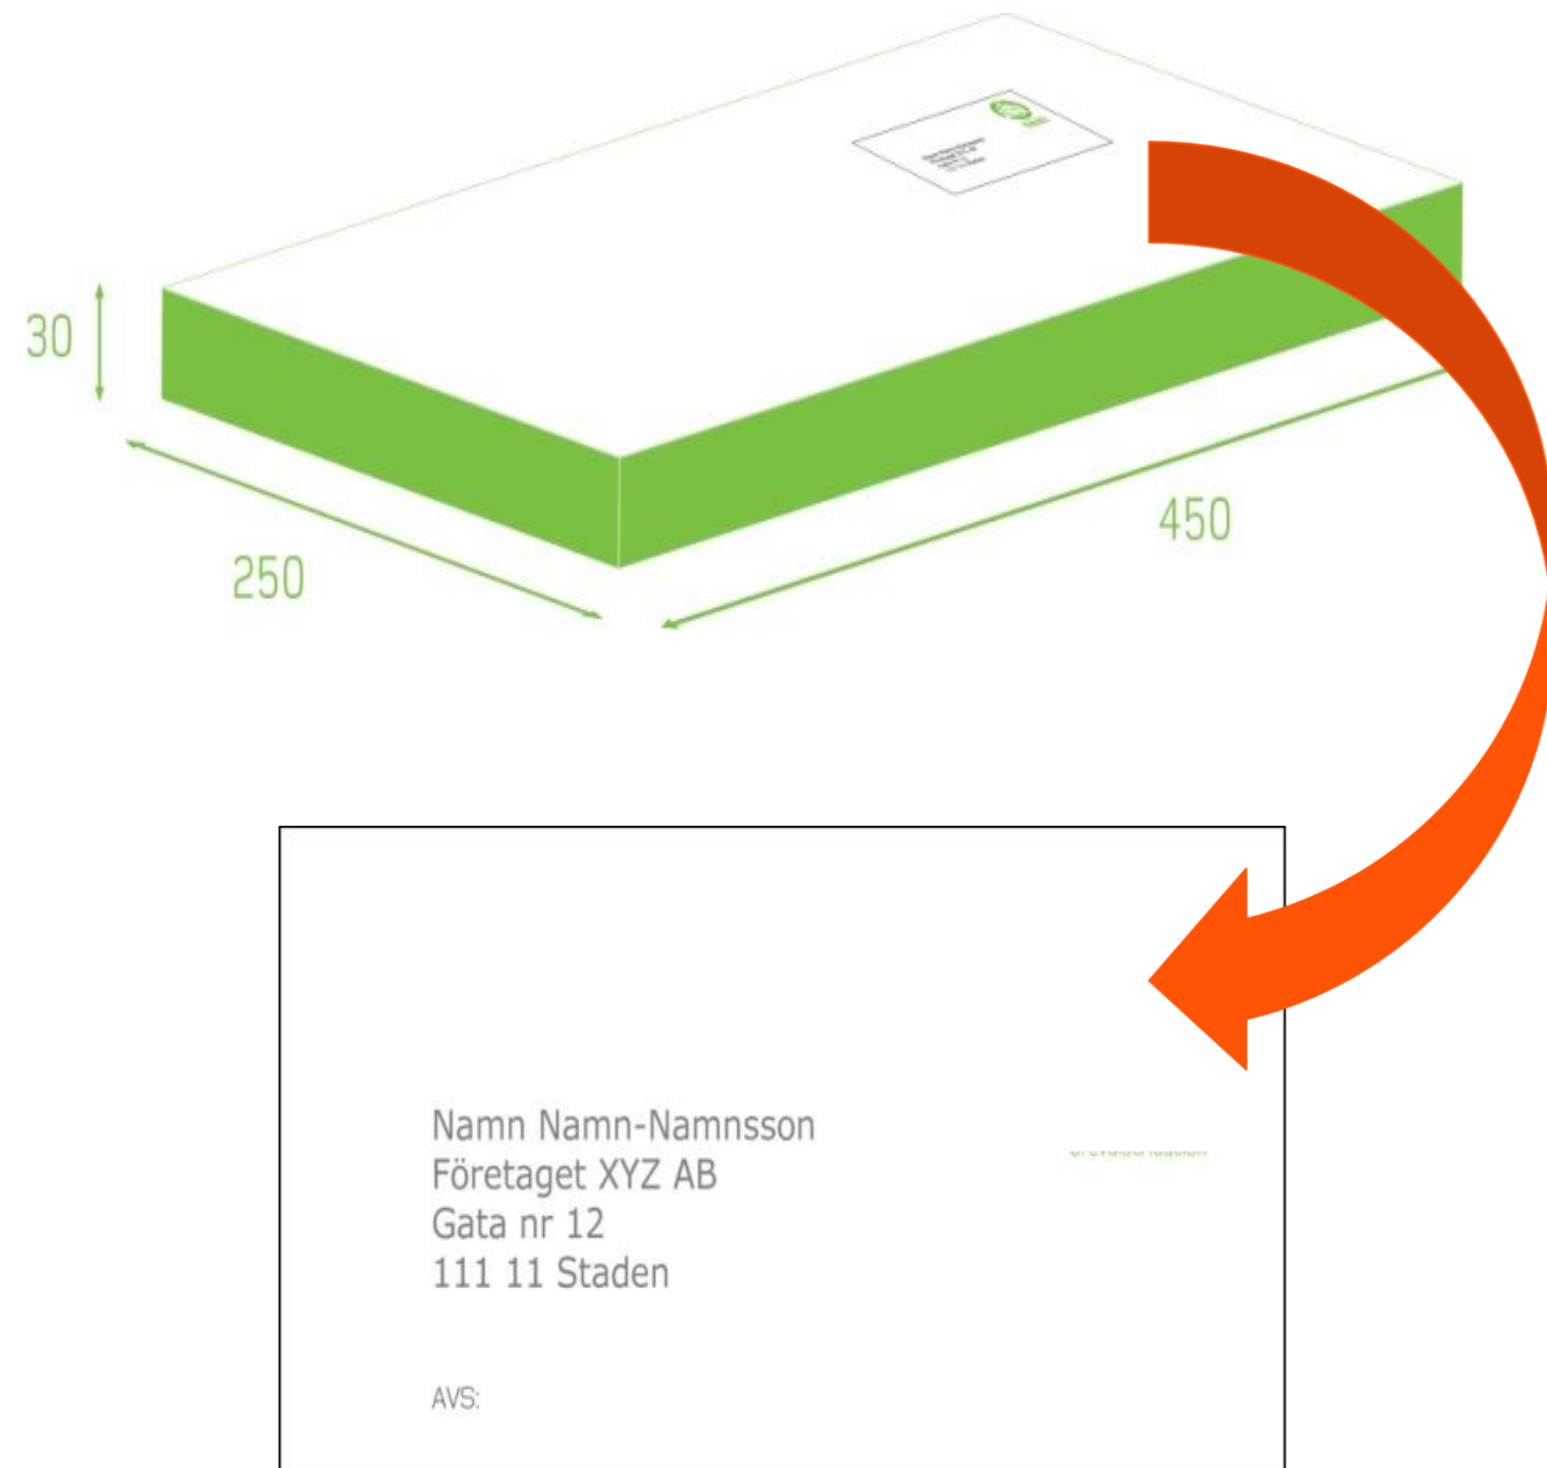 30
250
450
Namn Namn-Namnsson
Företaget XYZ AB
Gata nr 12
111 11 Staden
AVS: